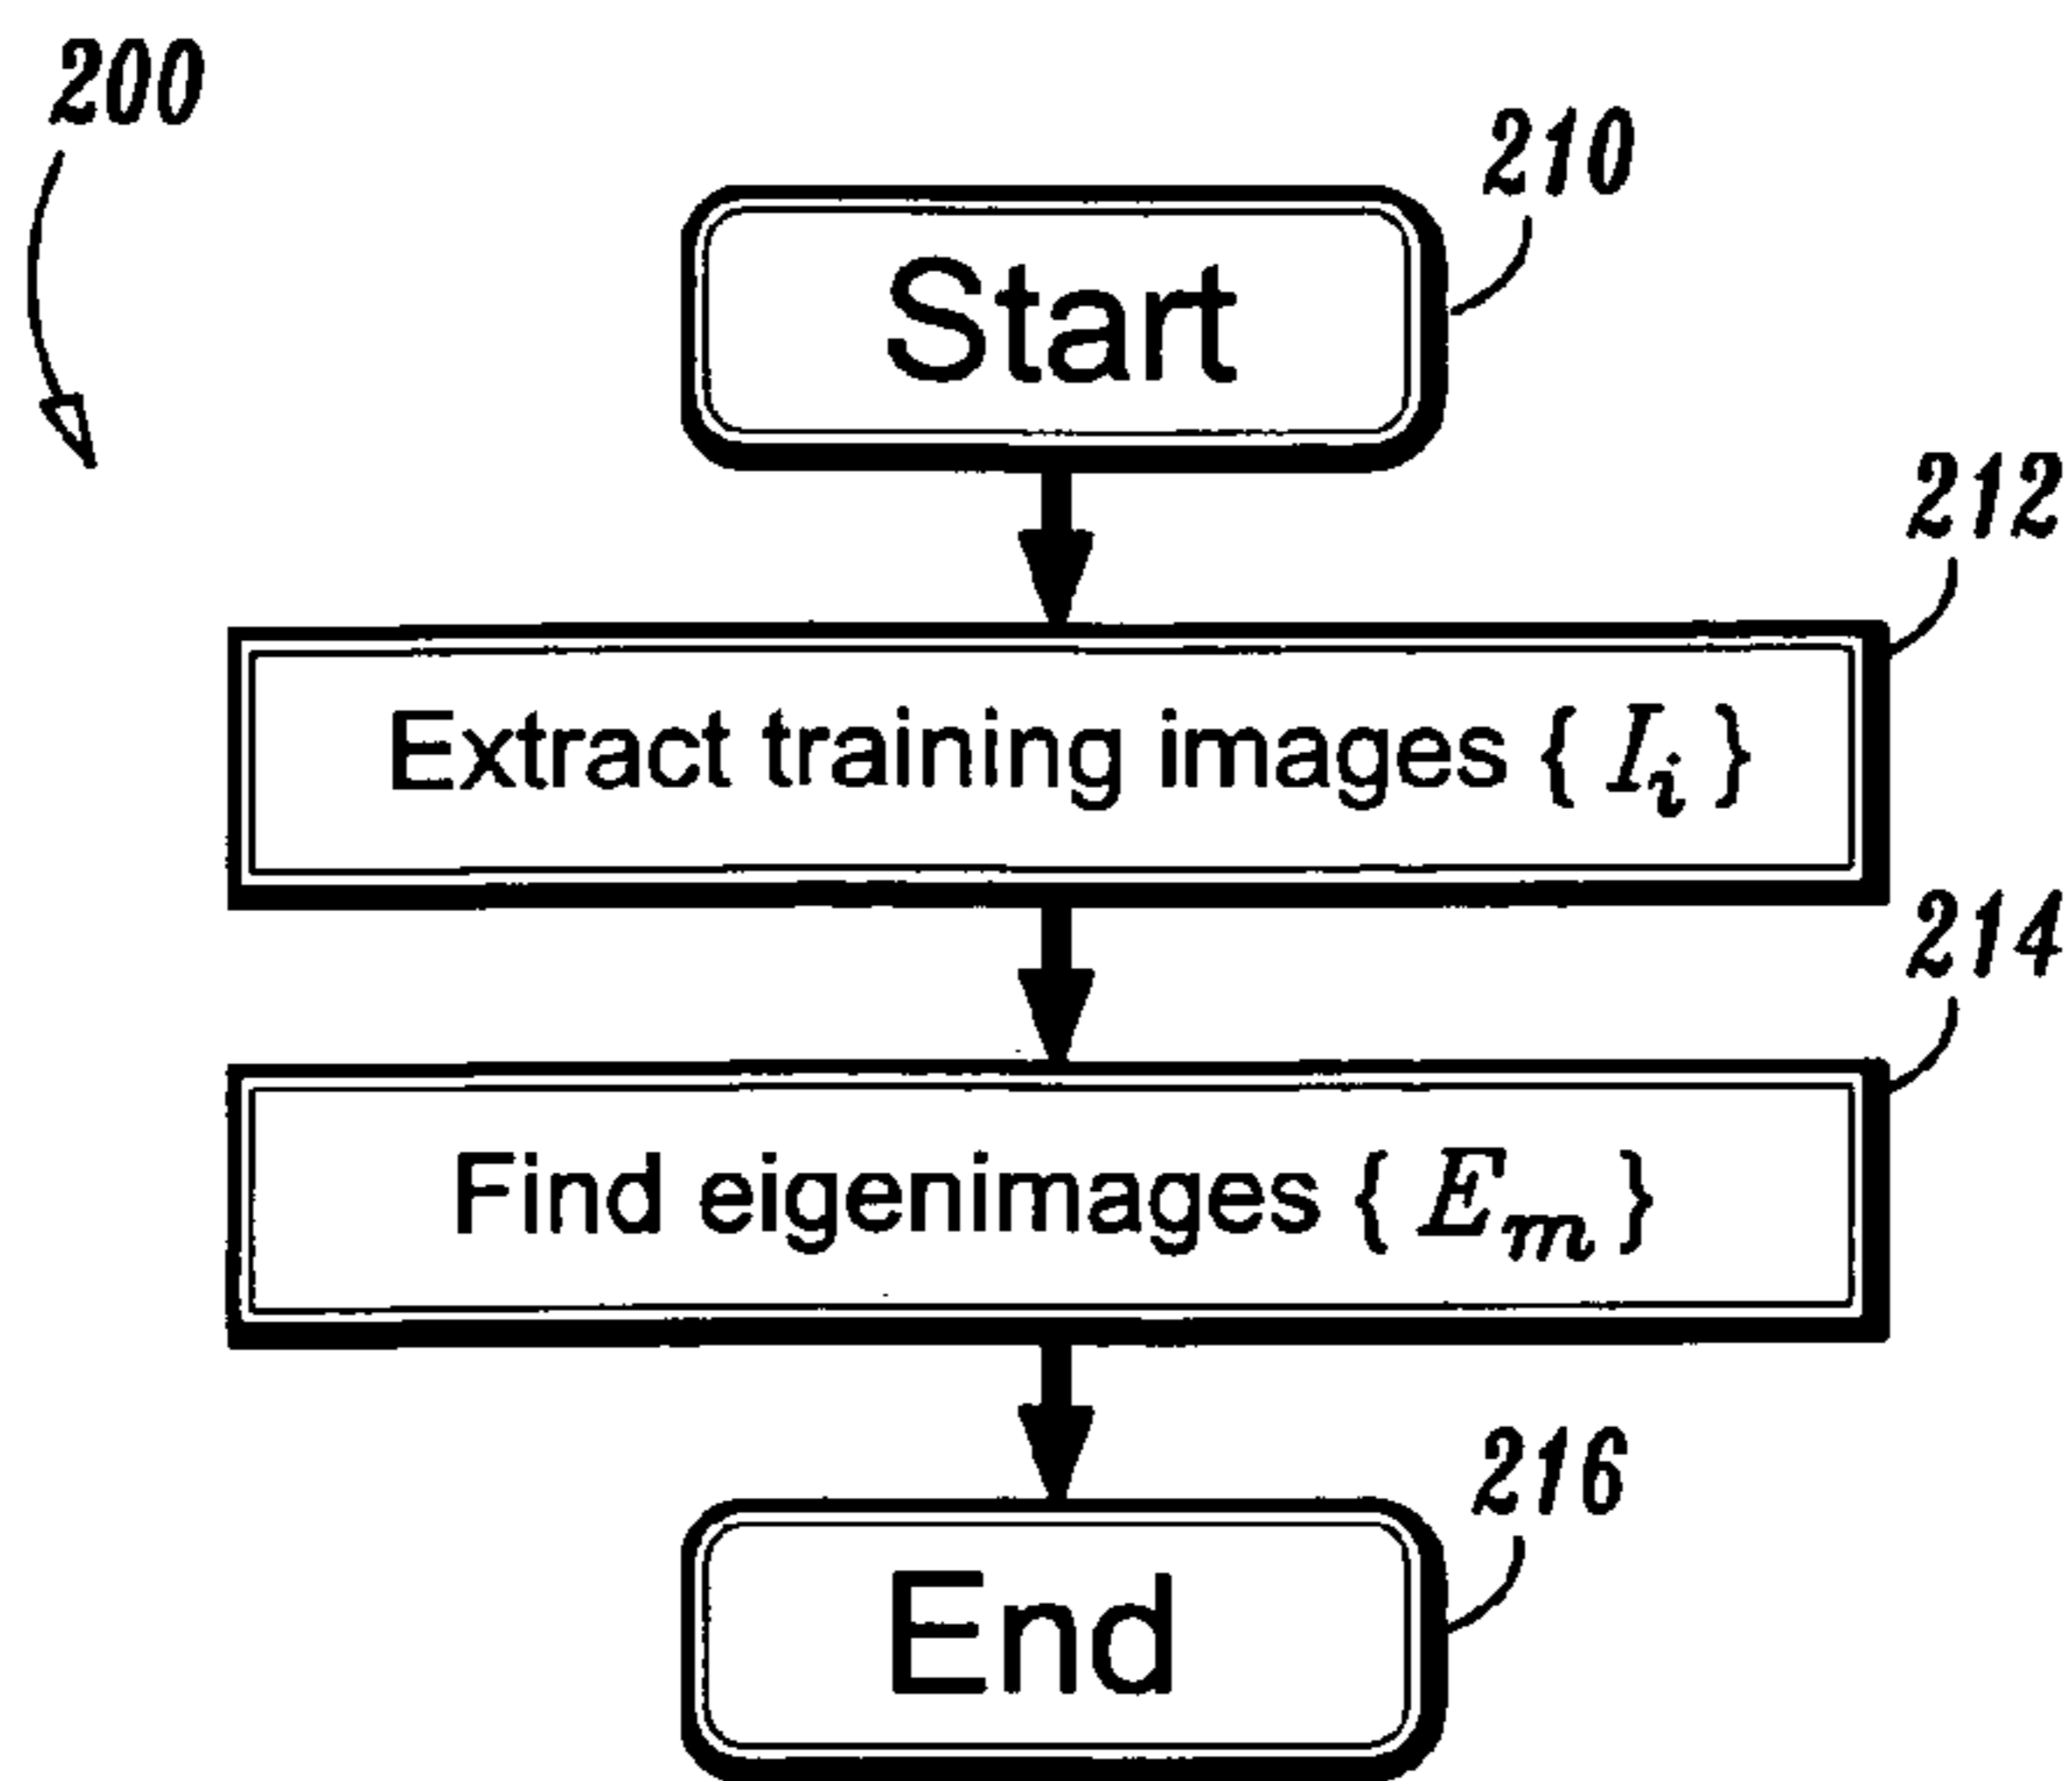 200
210
Start
212
Extract training images { I_i }
214
Find eigenimages { E_m }
216
End